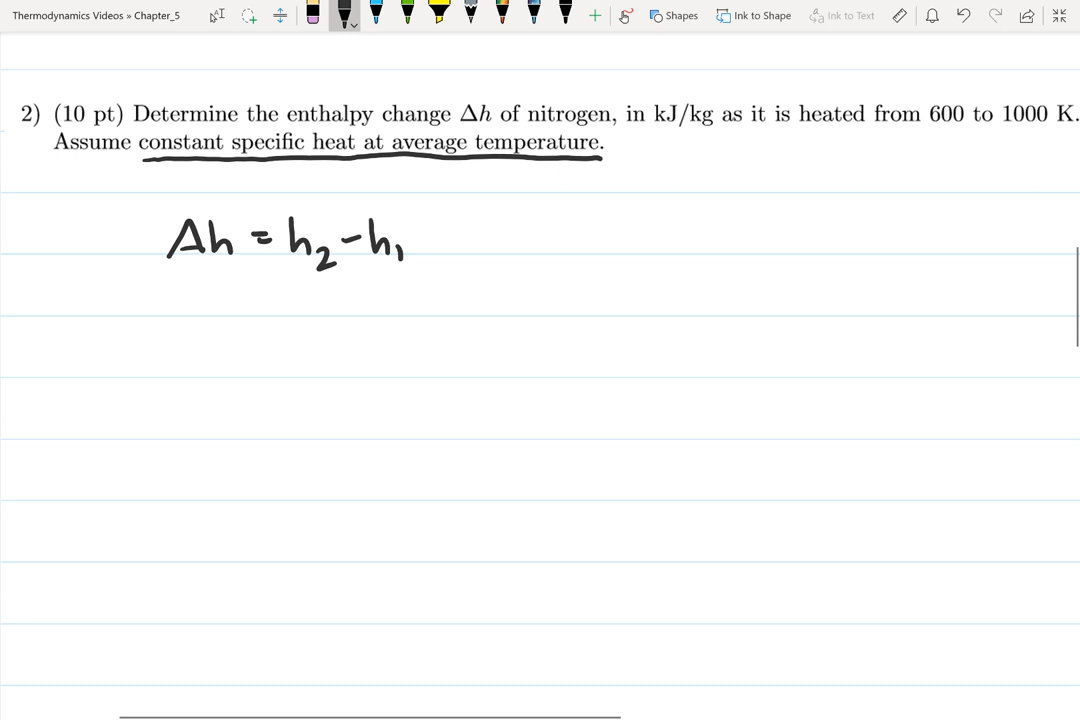 Thermodynamics Videos » Chapter_5
Shapes
Ink to Shape
Ink to Text
2) (10 pt) Determine the enthalpy change Δh of nitrogen, in kJ/kg as it is heated from 600 to 1000 K.
Assume constant specific heat at average temperature.
Δh = h₂ - h₁